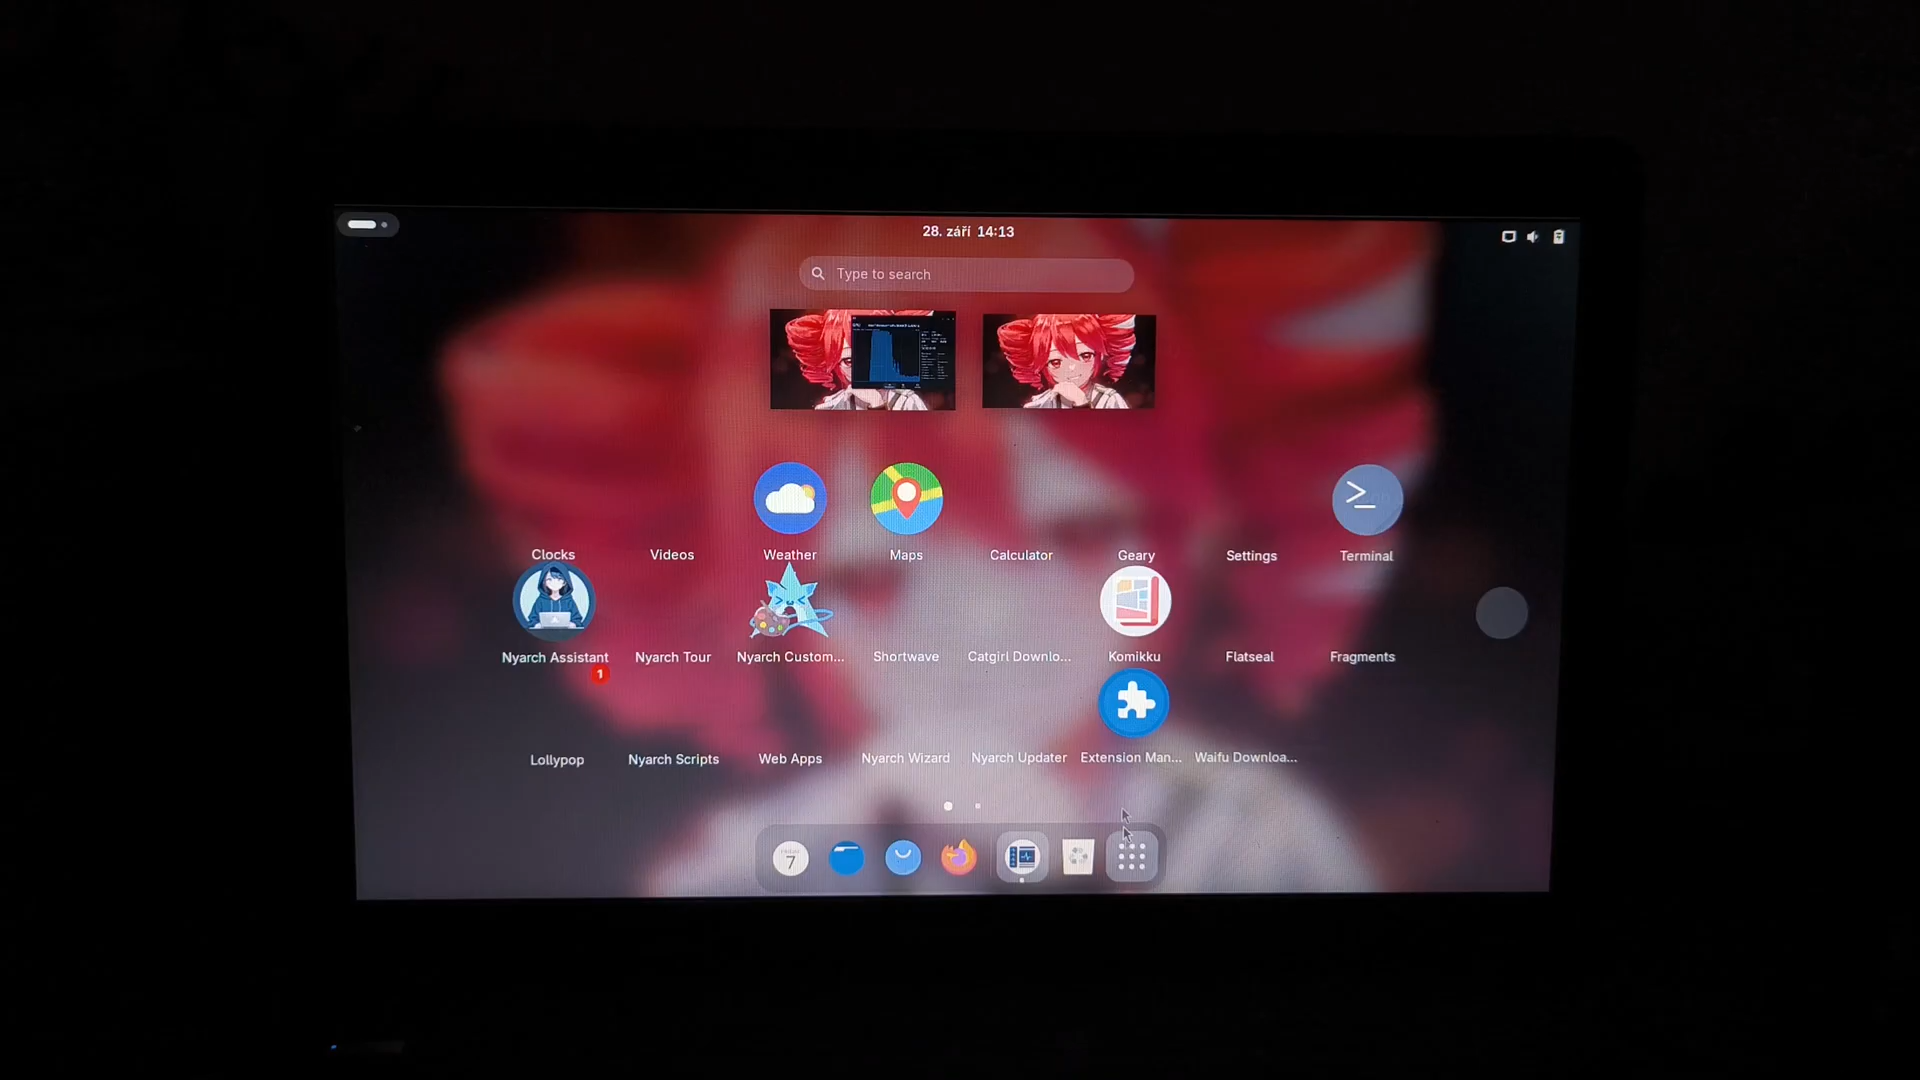 28. září 14:13
Type to search
Clocks
Videos
Weather
Maps
Calculator
Geary
Settings
Terminal
Nyarch Assistant
Nyarch Tour
Nyarch Custom...
Shortwave
Catgirl Downlo...
Komikku
Flatseal
Fragments
1
Lollypop
Nyarch Scripts
Web Apps
Nyarch Wizard
Nyarch Updater
Extension Man...
Waifu Downloa...
7